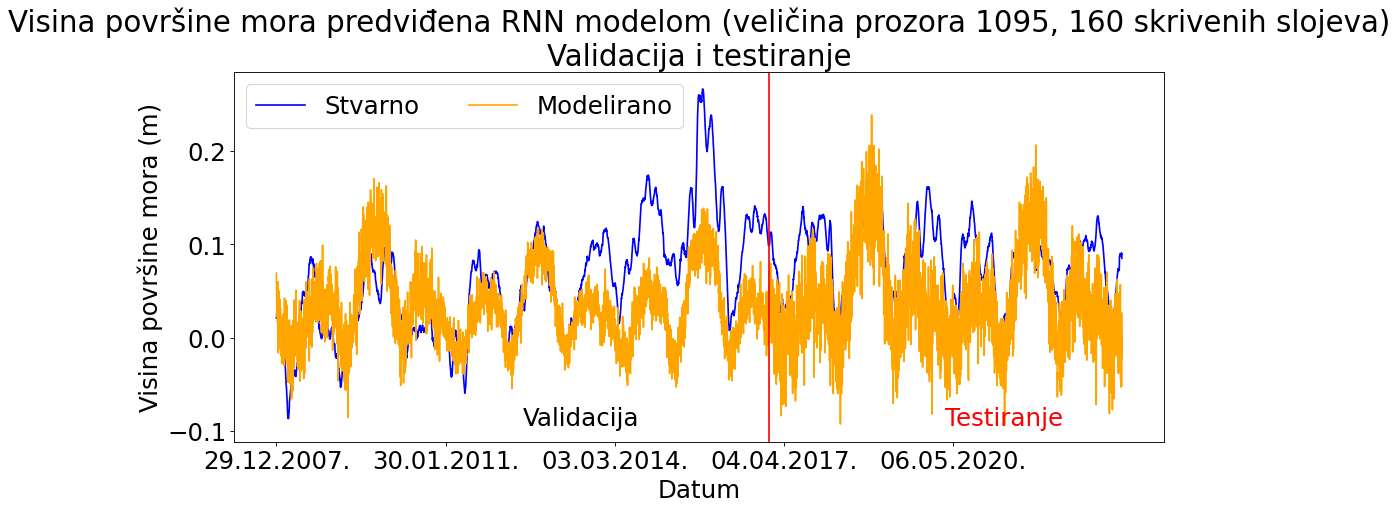 Visina površine mora predviđena RNN modelom (veličina prozora 1095, 160 skrivenih slojeva)
Validacija i testiranje
Stvarno
Modelirano
Visina površine mora (m)
0.2
0.1
0.0
−0.1
Validacija
Testiranje
29.12.2007.
30.01.2011.
03.03.2014.
04.04.2017.
06.05.2020.
Datum